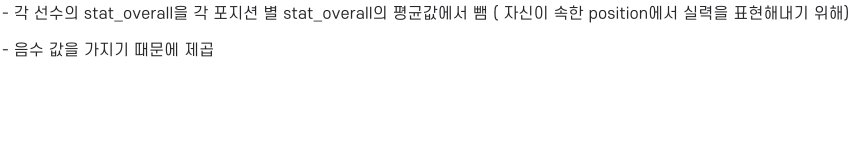 - 각 선수의 stat_overall을 각 포지션 별 stat_overall의 평균값에서 뺌 ( 자신이 속한 position에서 실력을 표현해내기 위해)
- 음수 값을 가지기 때문에 제곱